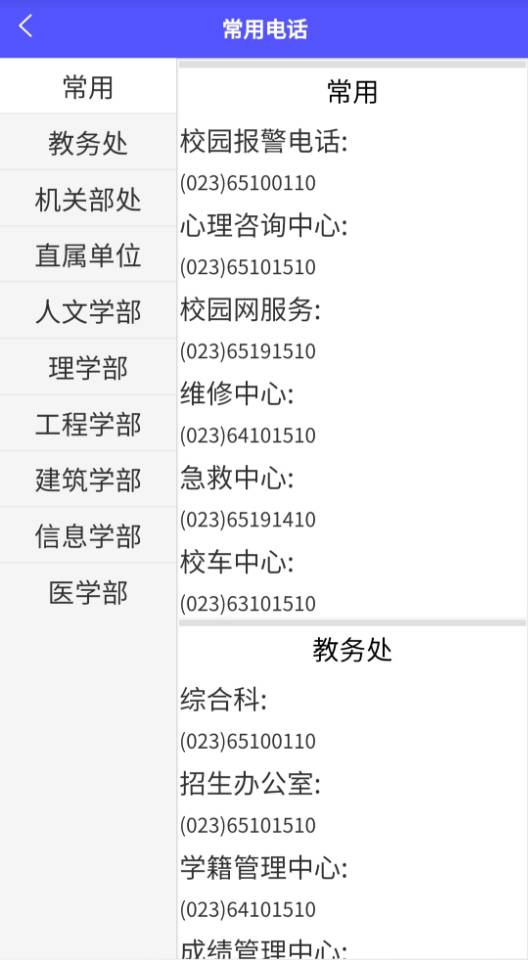 常用电话
常用
教务处
机关部处
直属单位
人文学部
理学部
工程学部
建筑学部
信息学部
医学部
常用
校园报警电话:
(023)65100110
心理咨询中心:
(023)65101510
校园网服务:
(023)65191510
维修中心:
(023)64101510
急救中心:
(023)65191410
校车中心:
(023)63101510
教务处
综合科:
(023)65100110
招生办公室:
(023)65101510
学籍管理中心:
(023)64101510
成绩管理中心: